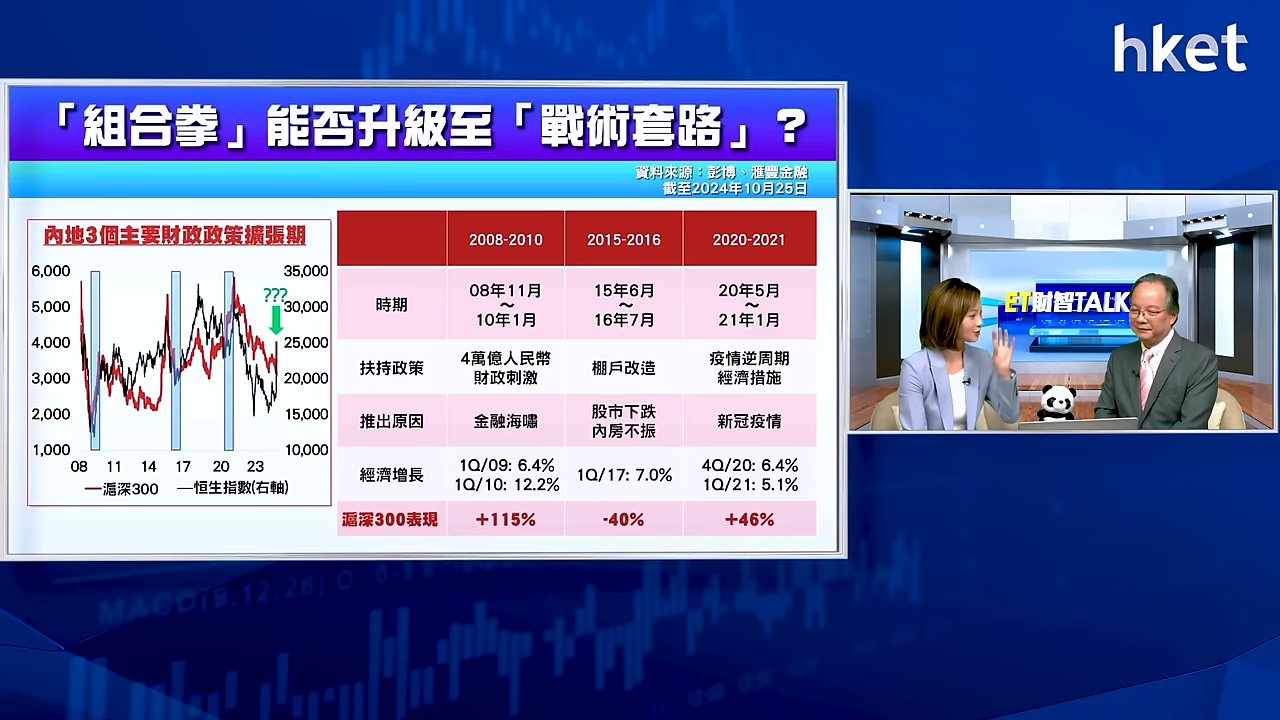 hket
「組合拳」能否升級至「戰術套路」？
資料來源：彭博、滙豐金融
截至2024年10月25日
內地3個主要財政政策擴張期
6,000
5,000
4,000
3,000
2,000
1,000
35,000
30,000
25,000
20,000
15,000
10,000
???
08 11 14 17 20 23
滬深300 恒生指數(右軸)
2008-2010 2015-2016 2020-2021
時期 08年11月～10年1月 15年6月～16年7月 20年5月～21年1月
扶持政策 4萬億人民幣財政刺激 棚戶改造 疫情逆周期經濟措施
推出原因 金融海嘯 股市下跌內房不振 新冠疫情
經濟增長 1Q/09: 6.4% 1Q/10: 12.2% 1Q/17: 7.0% 4Q/20: 6.4% 1Q/21: 5.1%
滬深300表現 +115% -40% +46%
ET財智TALK
MACD(9,12,26)